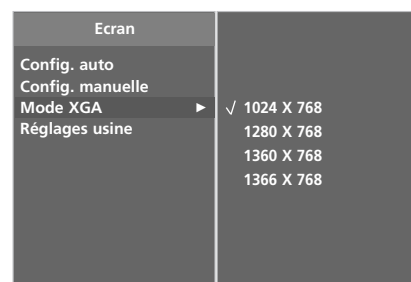 Ecran
Config. auto
Config. manuelle
Mode XGA ►
Réglages usine
√ 1024 X 768
1280 X 768
1360 X 768
1366 X 768